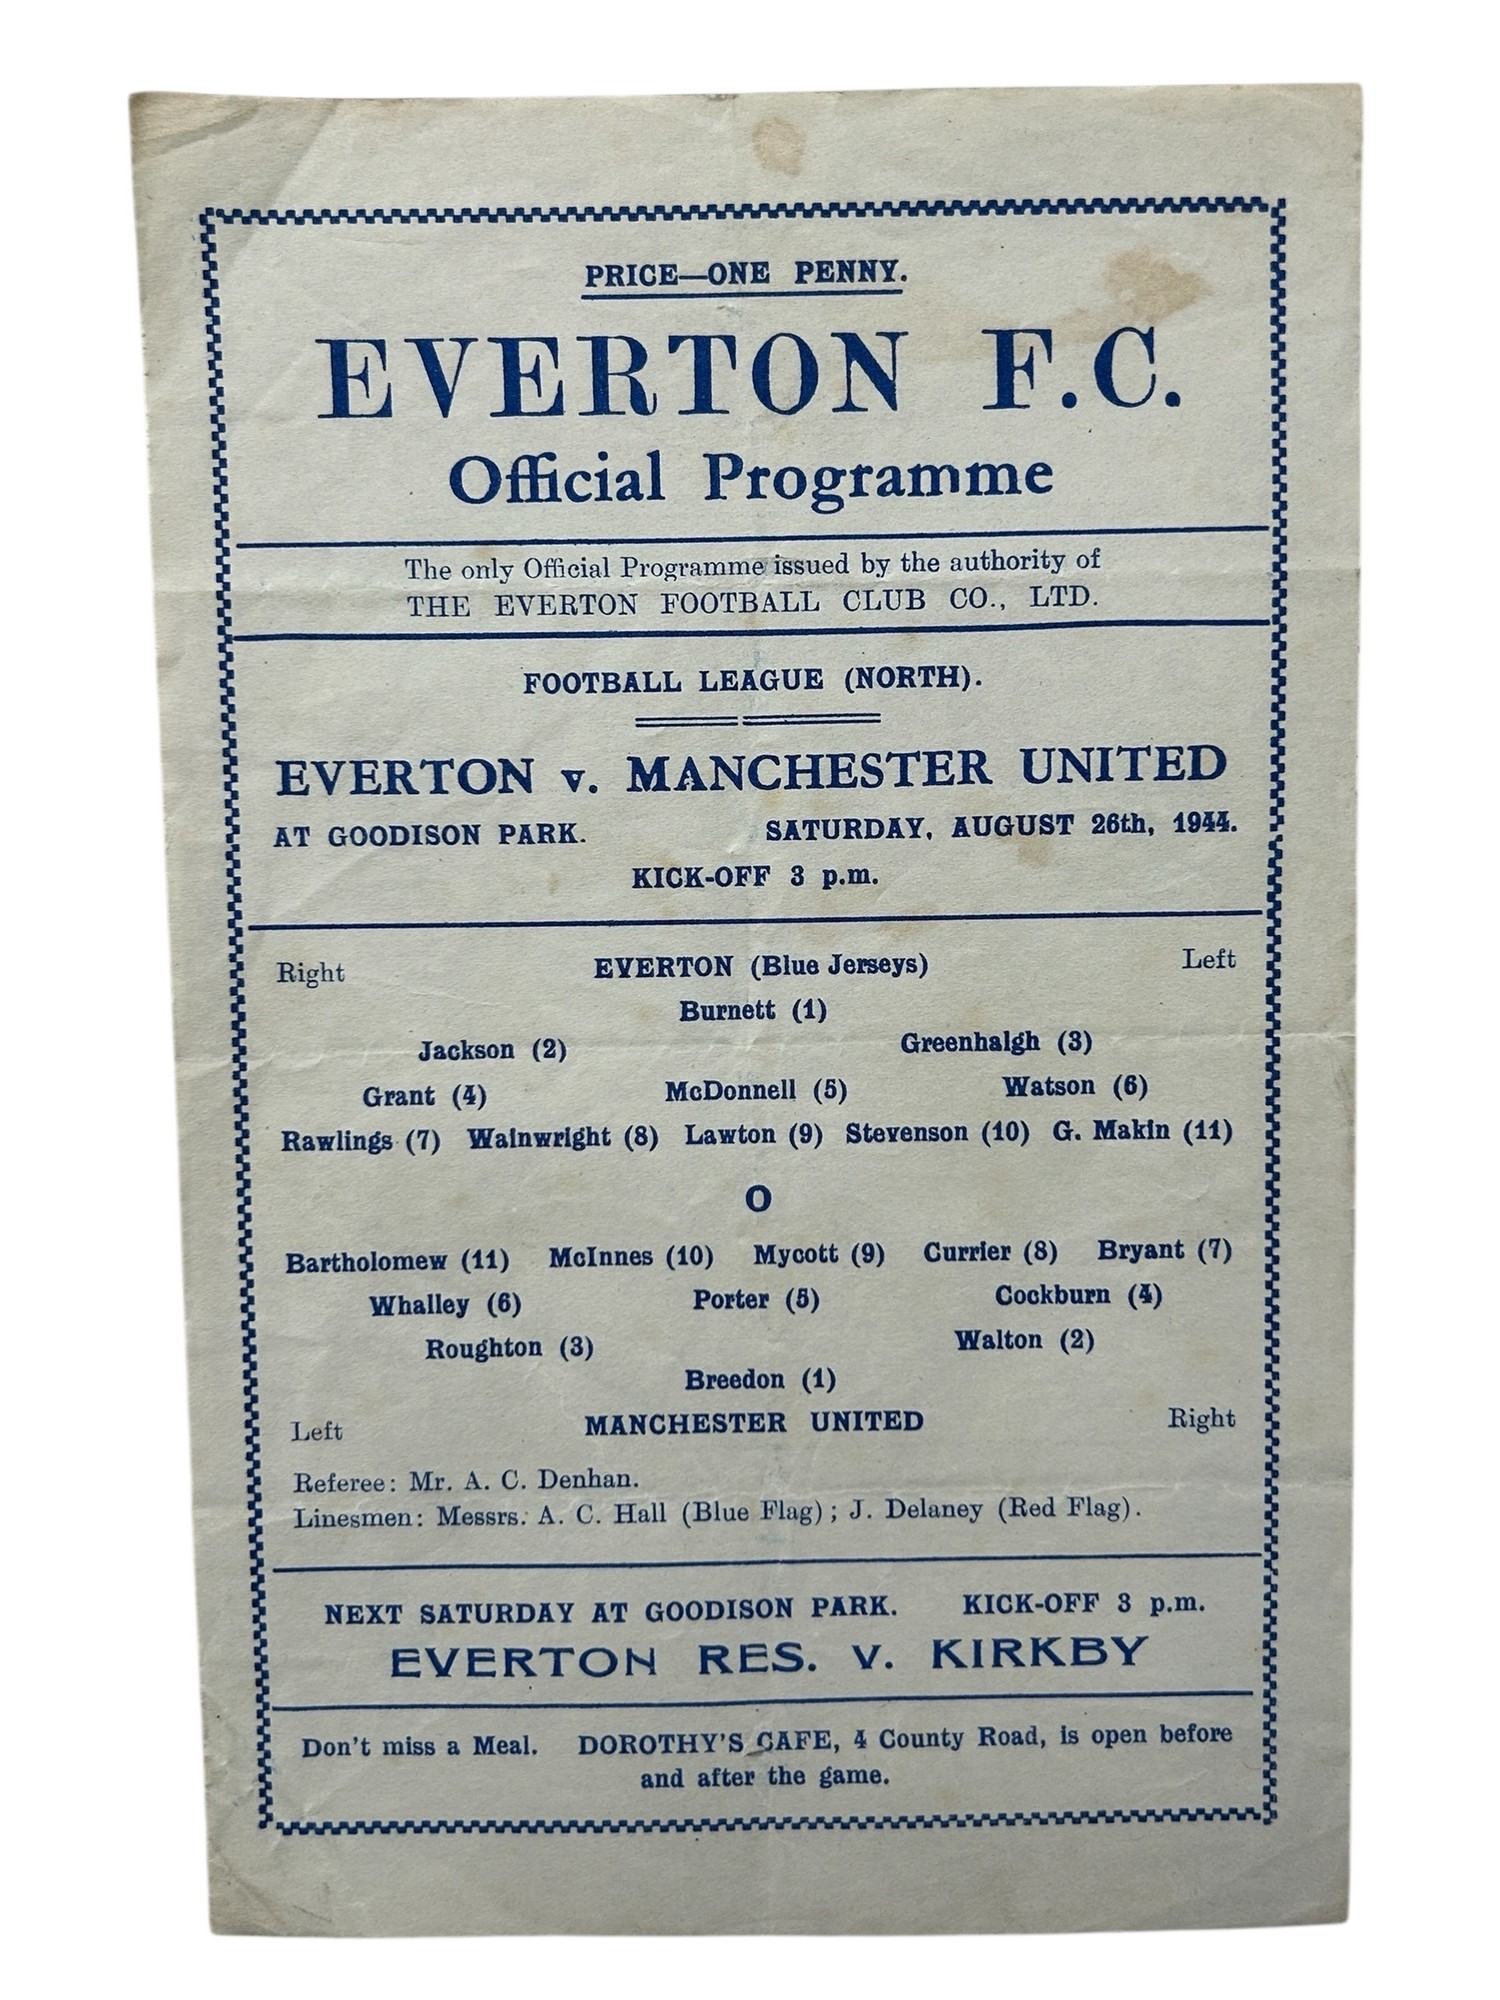 PRICE—ONE PENNY.
EVERTON F.C.
Official Programme
The only Official Programme issued by the authority of
THE EVERTON FOOTBALL CLUB CO., LTD.
FOOTBALL LEAGUE (NORTH).
EVERTON v. MANCHESTER UNITED
AT GOODISON PARK. SATURDAY, AUGUST 26th, 1944.
KICK-OFF 3 p.m.
Right EVERTON (Blue Jerseys) Left
Burnett (1)
Jackson (2) Greenhalgh (3)
Grant (4) McDonnell (5) Watson (6)
Rawlings (7) Wainwright (8) Lawton (9) Stevenson (10) G. Makin (11)
O
Bartholomew (11) McInnes (10) Mycott (9) Currier (8) Bryant (7)
Whalley (6) Porter (5) Cockburn (4)
Roughton (3) Walton (2)
Breedon (1)
Left MANCHESTER UNITED Right
Referee: Mr. A. C. Denhan.
Linesmen: Messrs. A. C. Hall (Blue Flag); J. Delaney (Red Flag).
NEXT SATURDAY AT GOODISON PARK. KICK-OFF 3 p.m.
EVERTON RES. v. KIRKBY
Don't miss a Meal. DOROTHY'S CAFE, 4 County Road, is open before
and after the game.